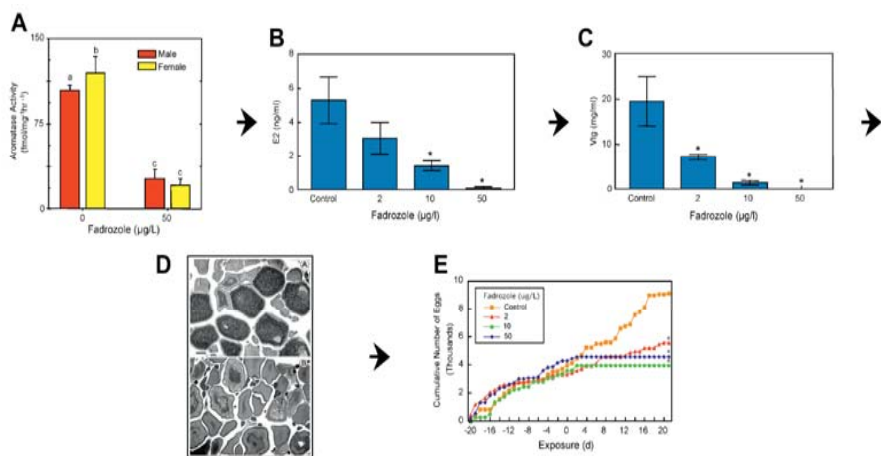 A
150
75
0
Aromatase Activity
(fmol/mg⁻¹hr⁻¹)
a
b
c
c
Male
Female
0
50
Fadrozole (µg/L)
B
8
6
4
2
0
E2 (ng/ml)
*
*
Control
2
10
50
Fadrozole (µg/l)
C
30
20
10
0
Vtg (mg/ml)
*
*
*
Control
2
10
50
Fadrozole (µg/l)
D
A
B
E
10
8
6
4
2
0
Cumulative Number of Eggs
(Thousands)
Fadrozole (ug/L)
Control
2
10
50
-20
-16
-12
-8
-4
0
4
8
12
16
20
Exposure (d)